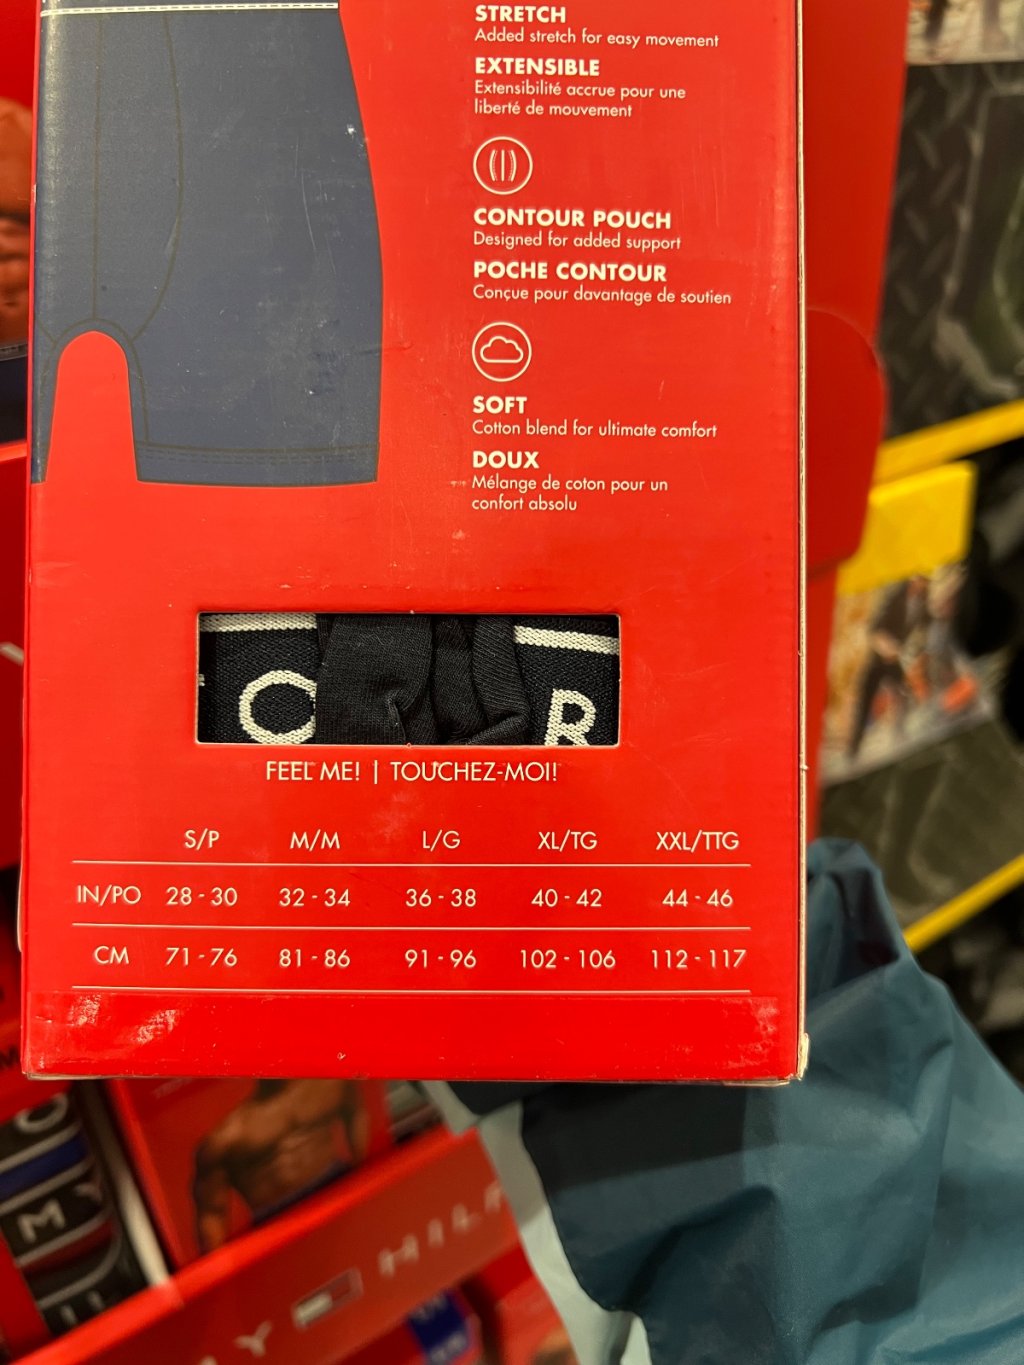 STRETCH
Added stretch for easy movement
EXTENSIBLE
Extensibilité accrue pour une
liberté de mouvement
CONTOUR POUCH
Designed for added support
POCHE CONTOUR
Conçue pour davantage de soutien
SOFT
Cotton blend for ultimate comfort
DOUX
Mélange de coton pour un
confort absolu
C R
FEEL ME! | TOUCHEZ-MOI!
S/P M/M L/G XL/TG XXL/TTG
IN/PO 28 - 30 32 - 34 36 - 38 40 - 42 44 - 46
CM 71 - 76 81 - 86 91 - 96 102 - 106 112 - 117